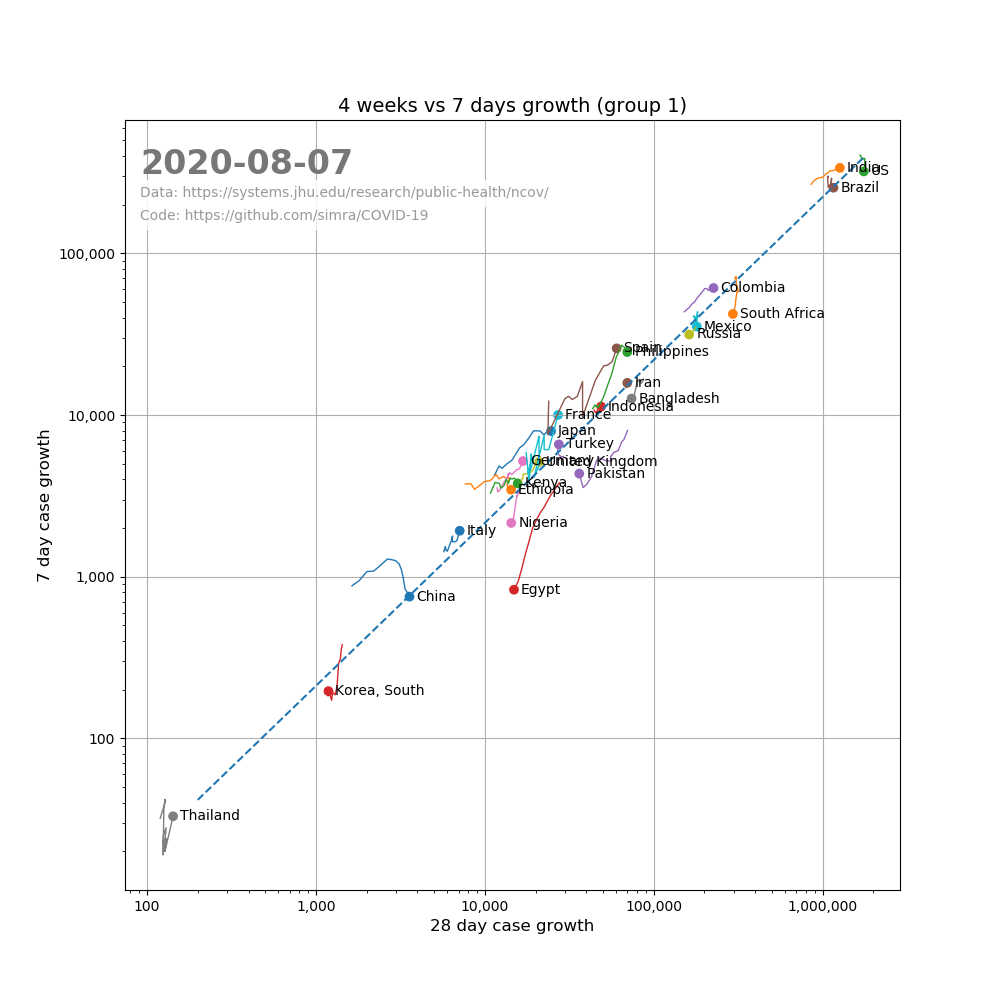 4 weeks vs 7 days growth (group 1)
2020-08-07
Data: https://systems.jhu.edu/research/public-health/ncov/
Code: https://github.com/simra/COVID-19
India
US
Brazil
100,000
Colombia
South Africa
Mexico
Russia
Spain
Philippines
Iran
Bangladesh
Indonesia
10,000
France
Japan
Turkey
Germany
United Kingdom
Pakistan
Kenya
Ethiopia
Nigeria
Italy
1,000
Egypt
China
Korea, South
100
Thailand
7 day case growth
100
1,000
10,000
100,000
1,000,000
28 day case growth